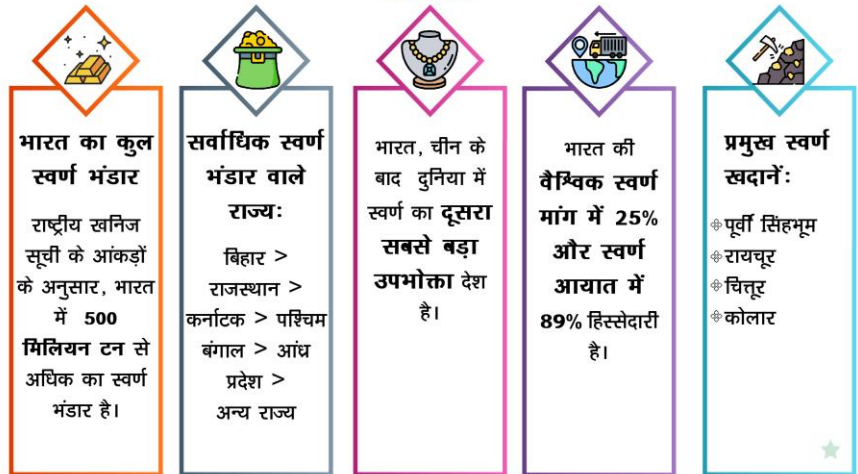 भारत का कुल
स्वर्ण भंडार
राष्ट्रीय खनिज
सूची के आंकड़ों
के अनुसार, भारत
में 500
मिलियन टन से
अधिक का स्वर्ण
भंडार है।
सर्वाधिक स्वर्ण
भंडार वाले
राज्यः
बिहार >
राजस्थान >
कर्नाटक > पश्चिम
बंगाल > आंध्र
प्रदेश >
अन्य राज्य
भारत, चीन के
बाद दुनिया में
स्वर्ण का दूसरा
सबसे बड़ा
उपभोक्ता देश
है।
भारत की
वैश्विक स्वर्ण
मांग में 25%
और स्वर्ण
आयात में
89% हिस्सेदारी
है।
प्रमुख स्वर्ण
खदानेंः
पूर्वी सिंहभूम
रायचूर
चित्तूर
कोलार